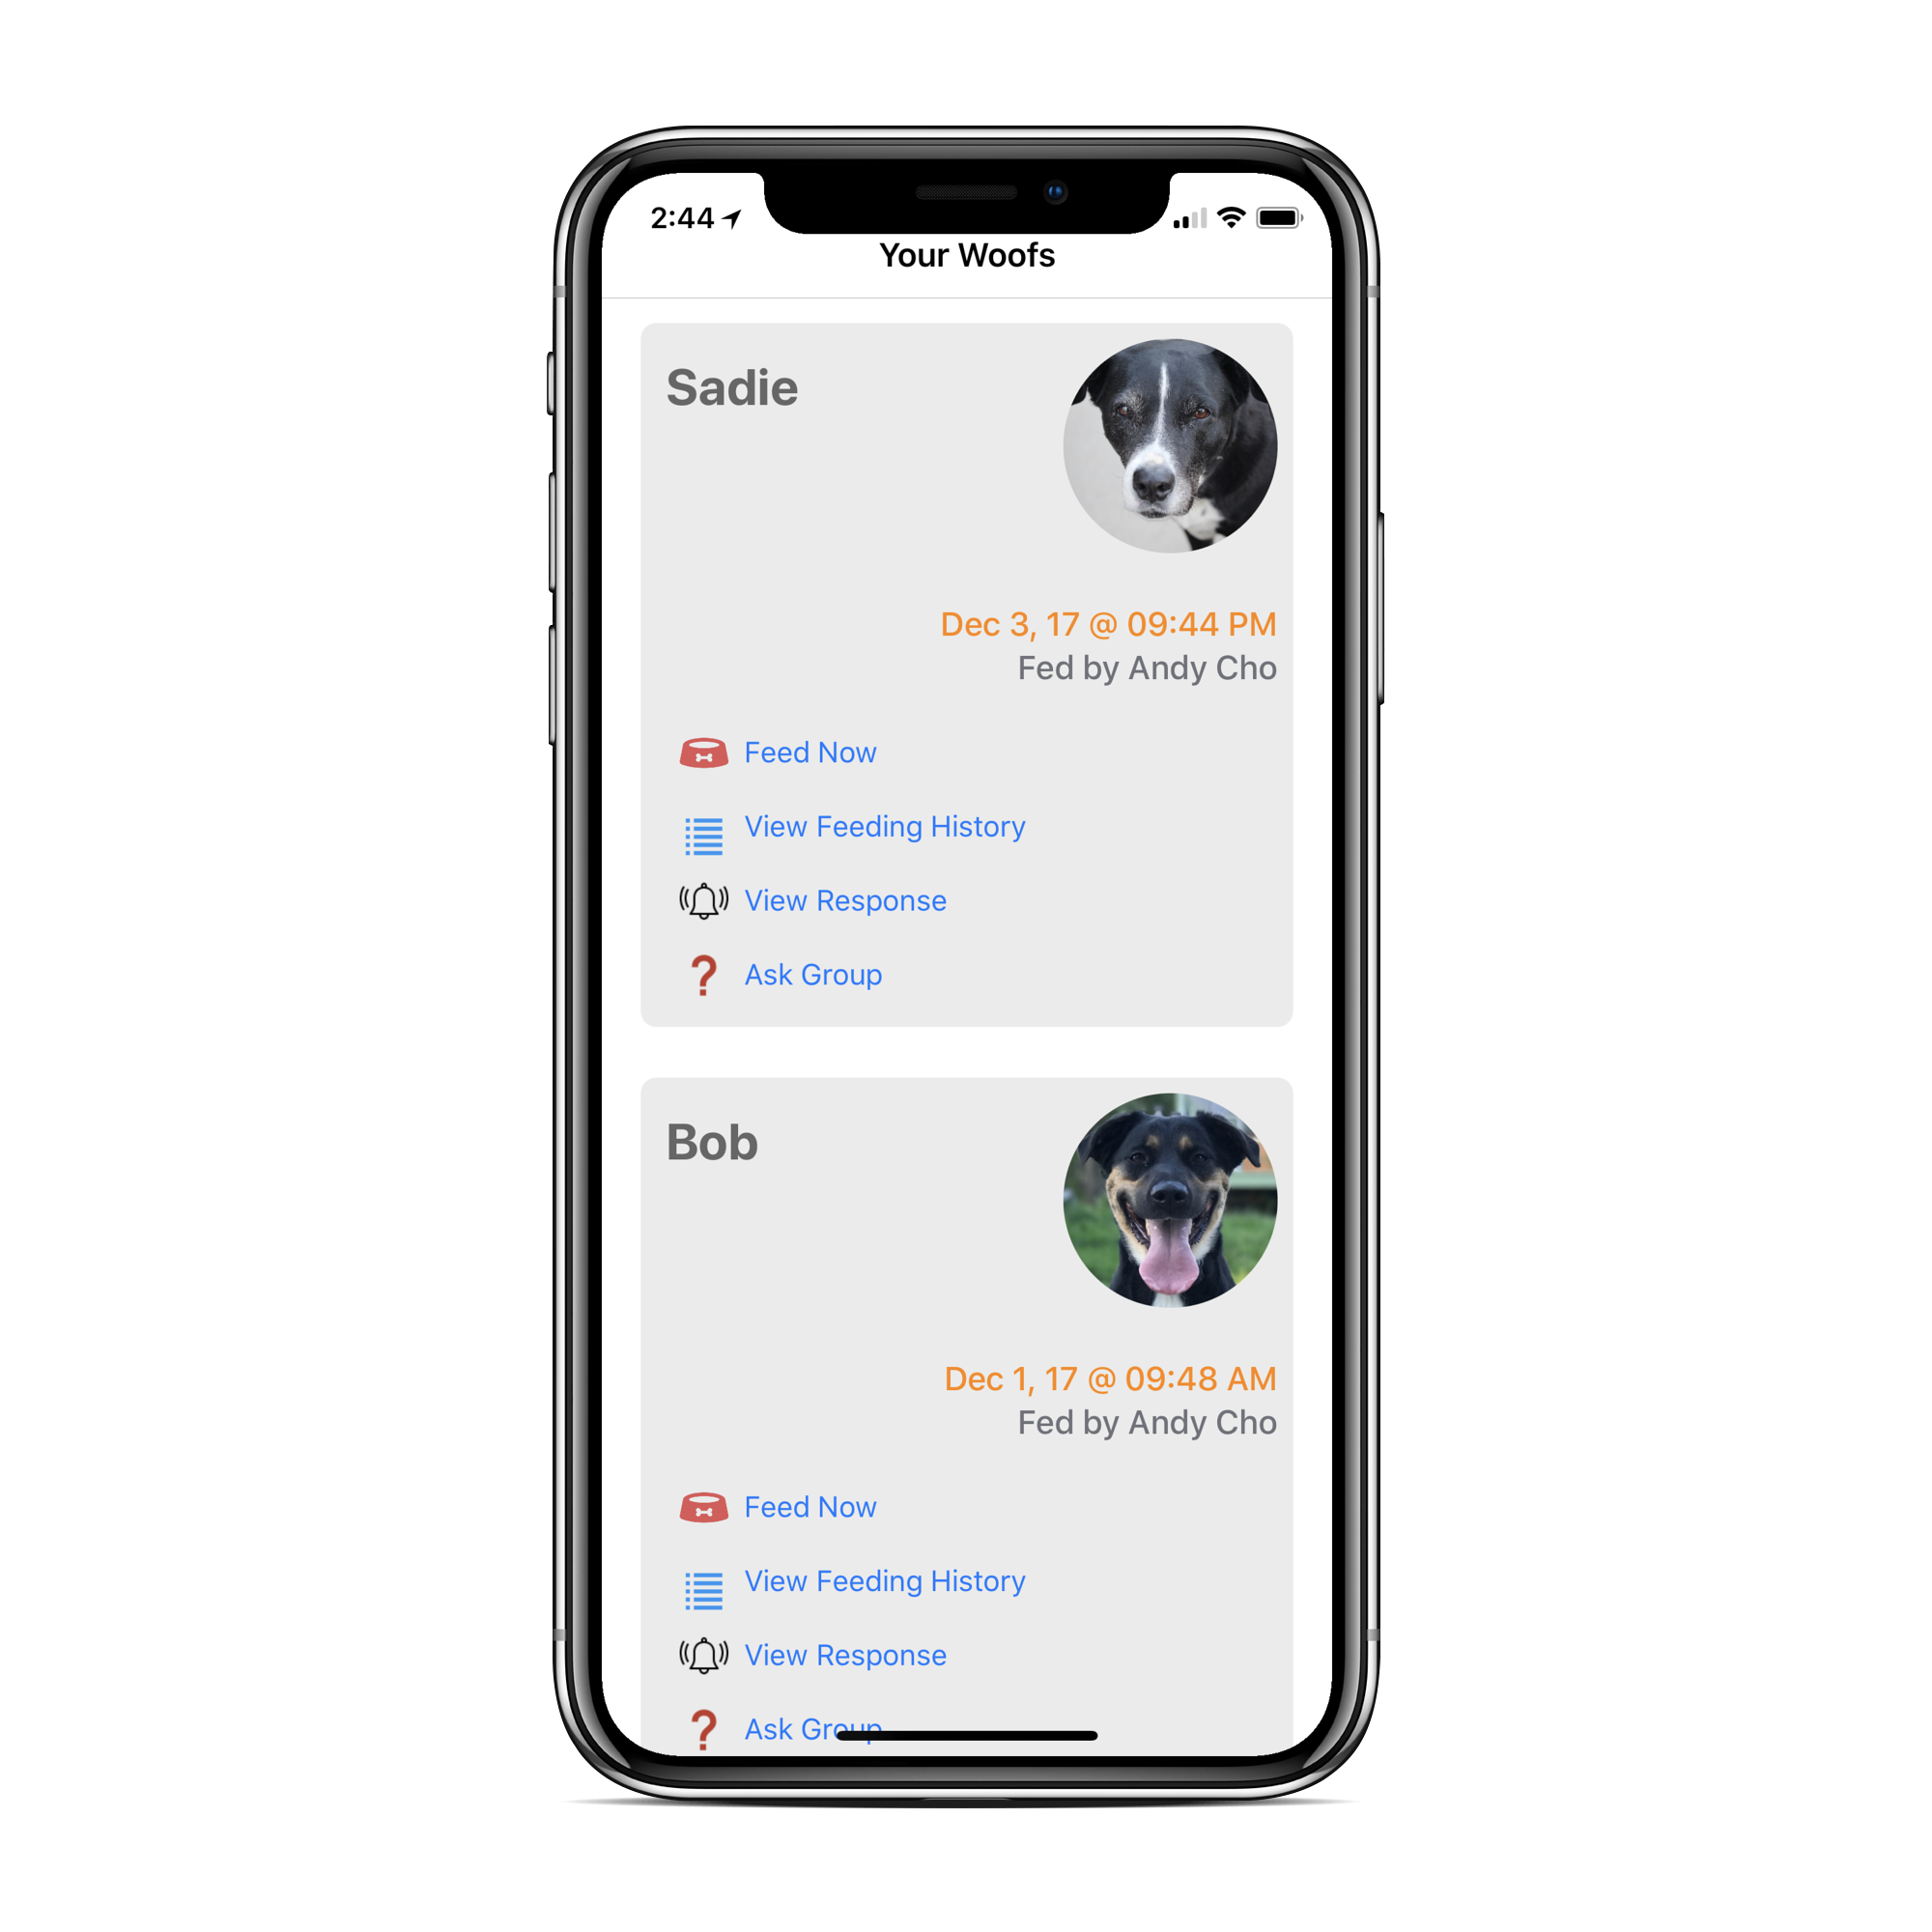 2:44
Your Woofs
Sadie
Dec 3, 17 @ 09:44 PM
Fed by Andy Cho
Feed Now
View Feeding History
View Response
Ask Group
Bob
Dec 1, 17 @ 09:48 AM
Fed by Andy Cho
Feed Now
View Feeding History
View Response
Ask Group